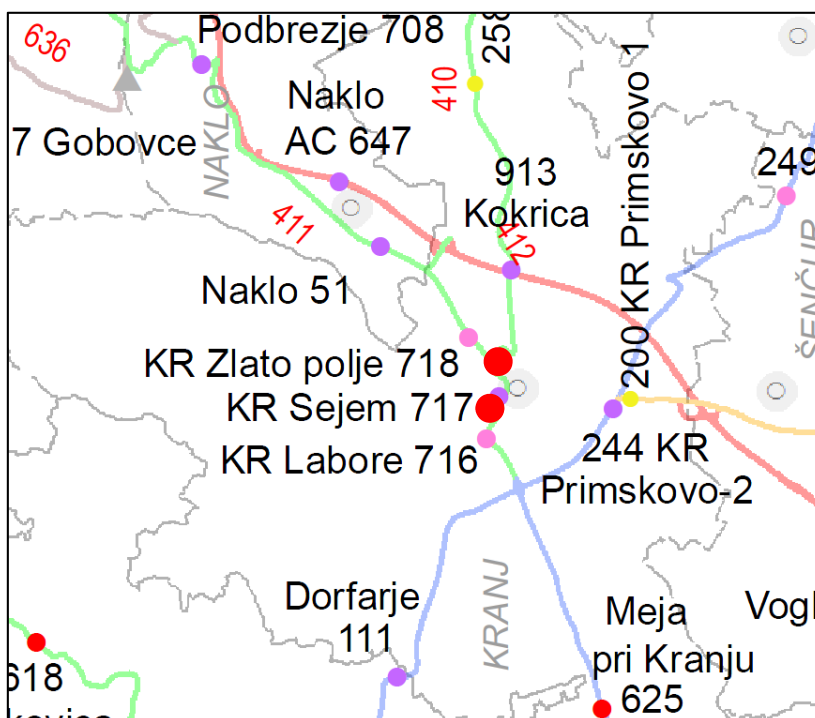 Podbrezje 708
258
636
410
Naklo
AC 647
7 Gobovce
NAKLO
913
Kokrica
249
200 KR Primskovo 1
411
412
Naklo 51
ŠENČUR
KR Zlato polje 718
KR Sejem 717
KR Labore 716
244 KR
Primskovo-2
KRANJ
Dorfarje
111
Meja
pri Kranju
625
Vogl
618